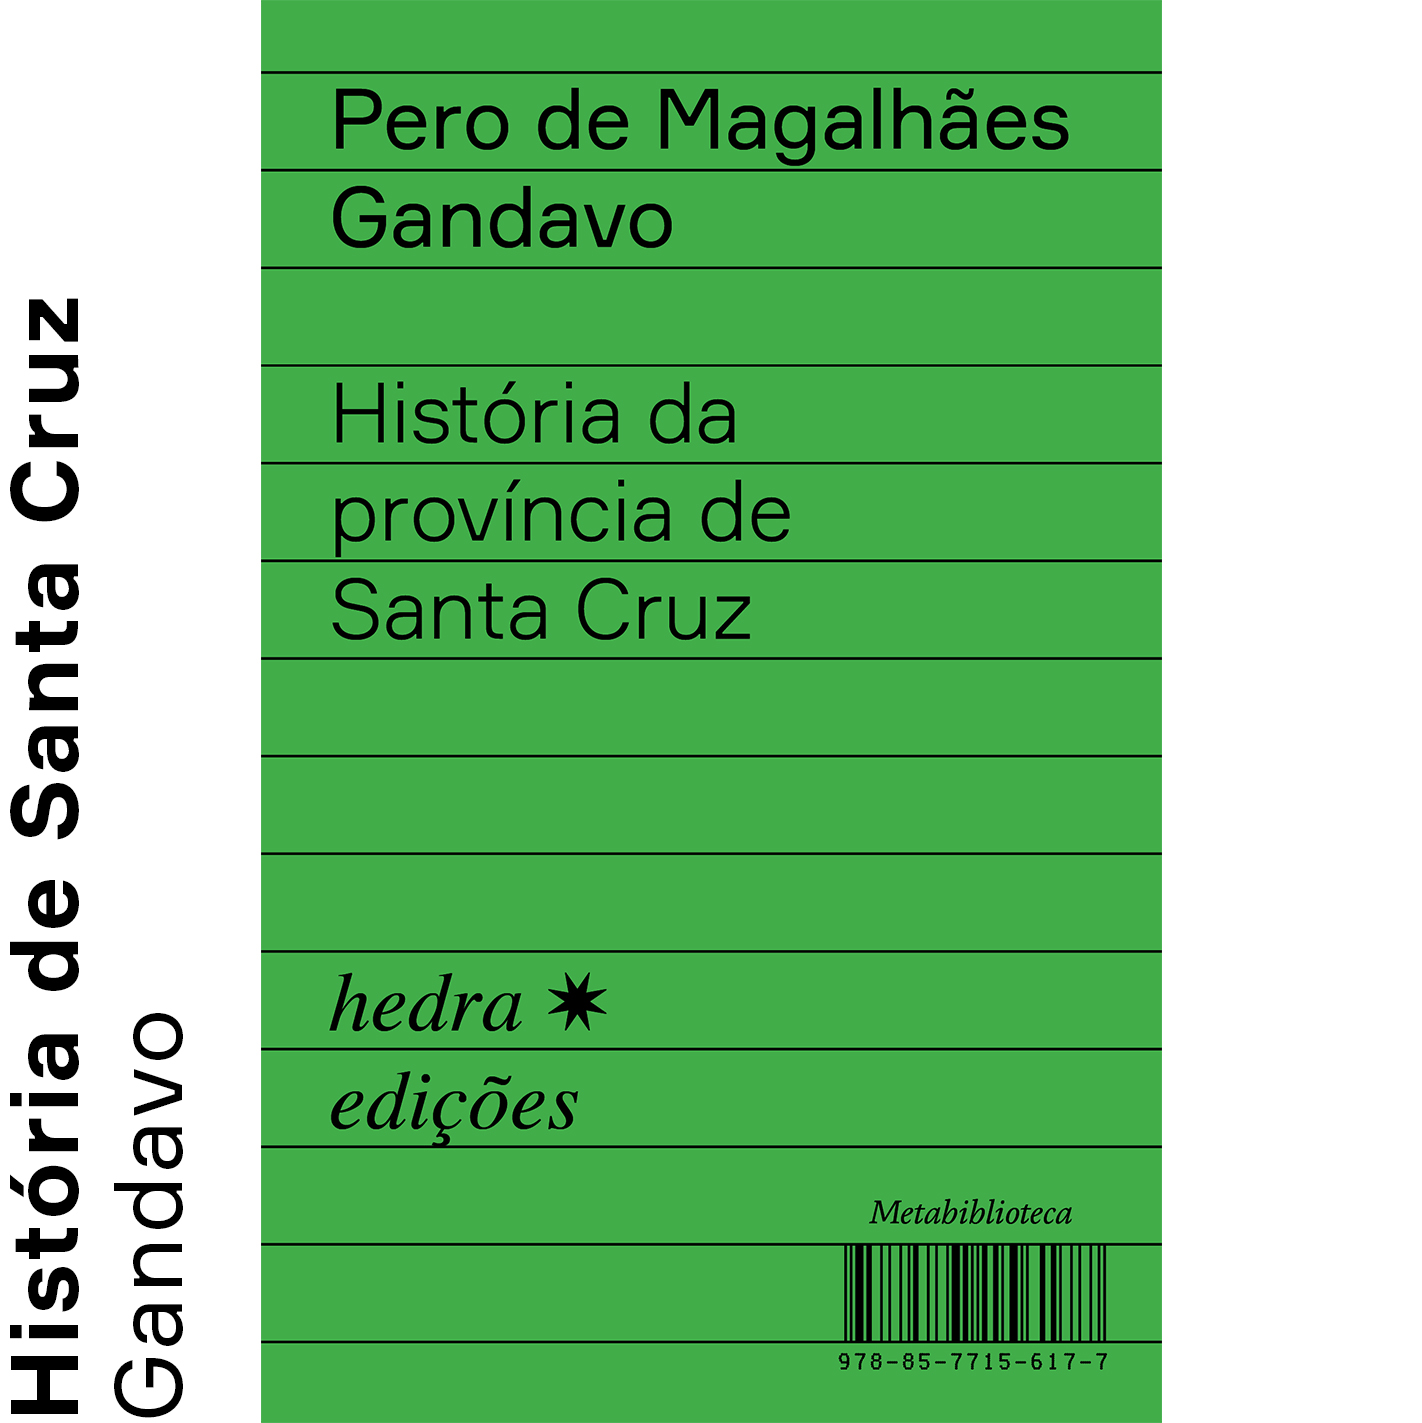 História de Santa Cruz
Gandavo
Pero de Magalhães
Gandavo
História da
província de
Santa Cruz
hedra
edições
Metabiblioteca
978-85-7715-617-7